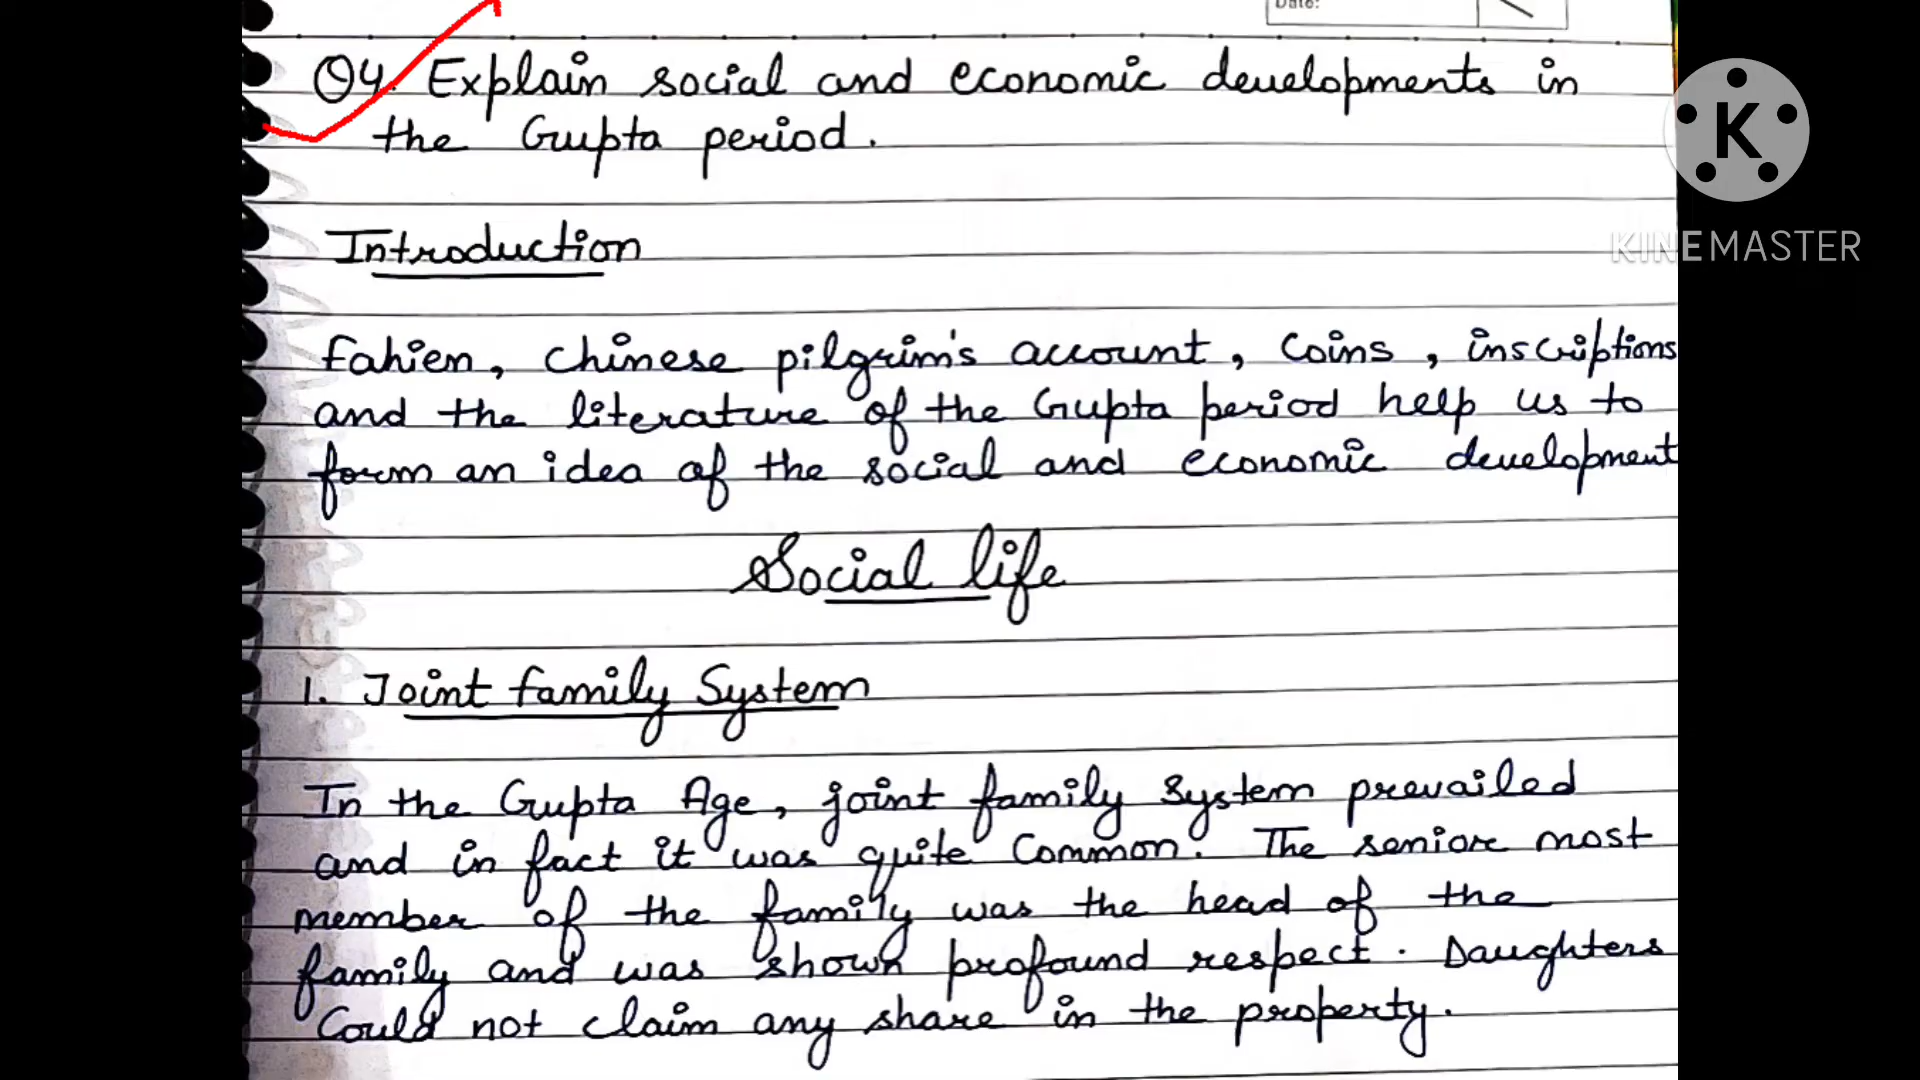 Date:
Q4. Explain social and economic developments in
the Gupta period.
Introduction
Fahien, Chinese pilgrim's account, Coins, inscriptions
and the literature of the Gupta period help us to
form an idea of the social and economic development
Social life
1. Joint family System
In the Gupta Age, joint family System prevailed
and in fact it was quite Common. The senior most
member of the family was the head of the
family and was shown profound respect. Daughters
Could not claim any share in the property.
K
KINEMASTER